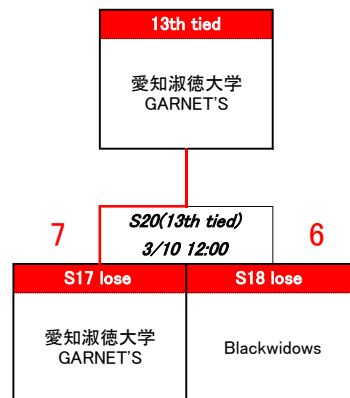 13th tied
愛知淑徳大学
GARNET'S
7
S20(13th tied)
3/10 12:00
6
S17 lose
S18 lose
愛知淑徳大学
GARNET'S
Blackwidows